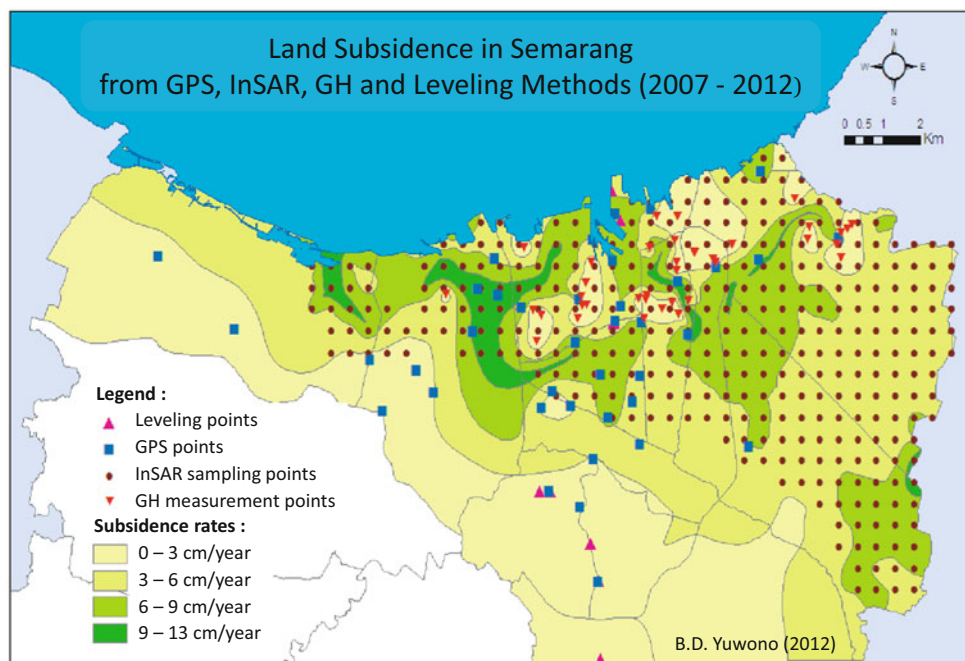 Land Subsidence in Semarang
from GPS, InSAR, GH and Leveling Methods (2007 - 2012)
N
W E
S
0 0.5 1 2
Km
Legend :
Leveling points
GPS points
InSAR sampling points
GH measurement points
Subsidence rates :
0 – 3 cm/year
3 – 6 cm/year
6 – 9 cm/year
9 – 13 cm/year
B.D. Yuwono (2012)